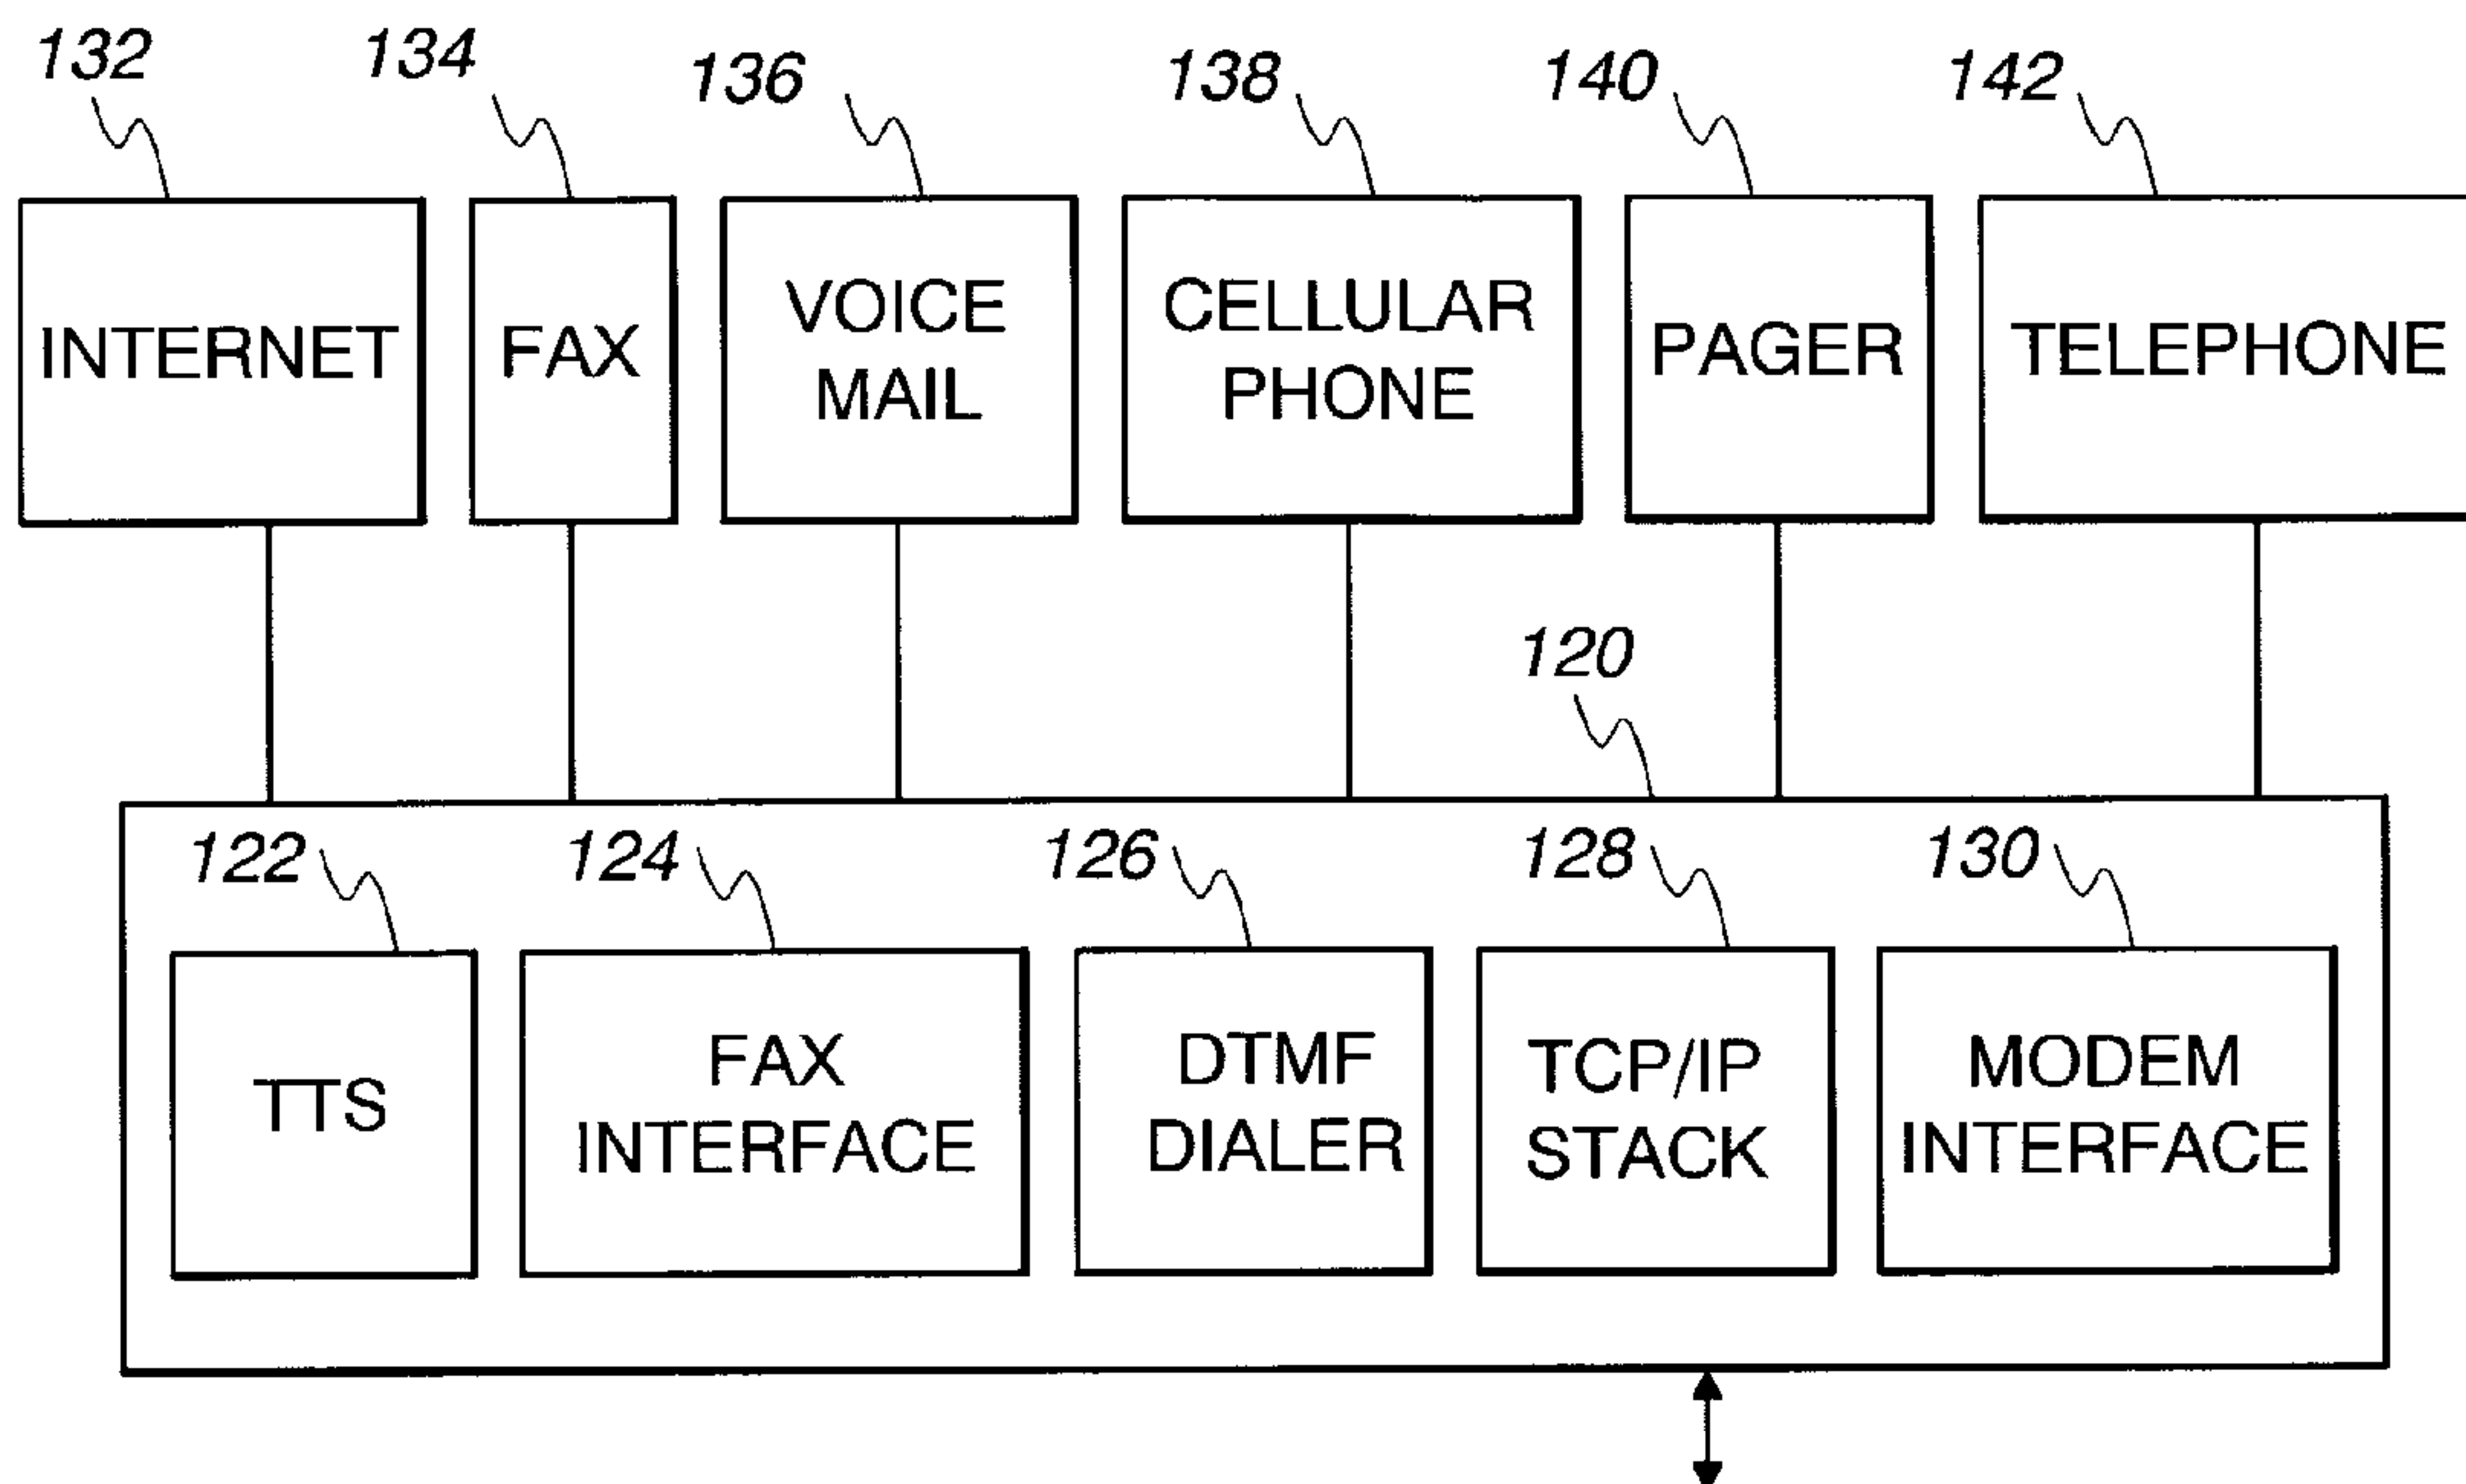 132 134 136 138 140 142
INTERNET
FAX
VOICE
MAIL
CELLULAR
PHONE
PAGER
TELEPHONE
120
122 124 126 128 130
TTS
FAX
INTERFACE
DTMF
DIALER
TCP/IP
STACK
MODEM
INTERFACE